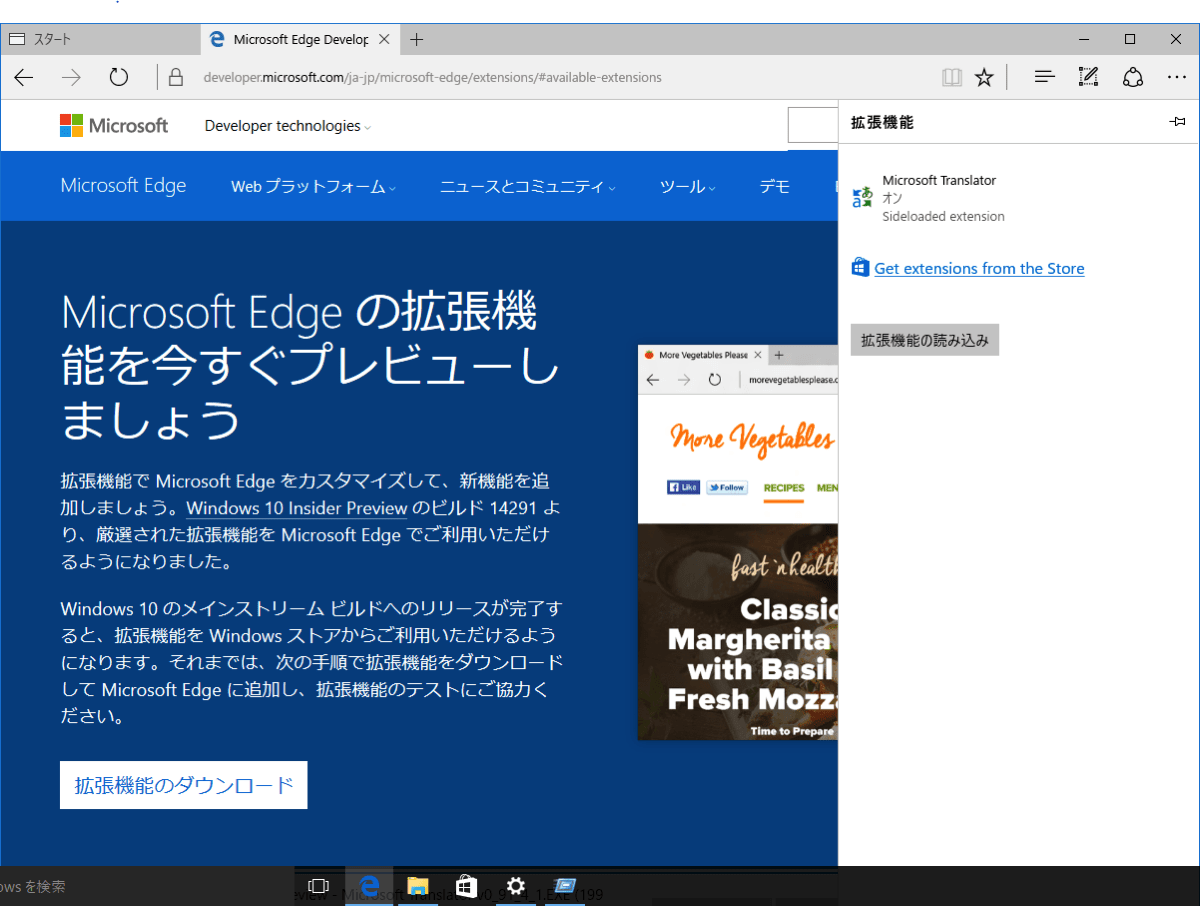 スタート
Microsoft Edge Develop
developer.microsoft.com/ja-jp/microsoft-edge/extensions/#available-extensions
Microsoft
Developer technologies
Microsoft Edge
Web プラットフォーム
ニュースとコミュニティ
ツール
デモ
Microsoft Edge の拡張機
能を今すぐプレビューし
ましょう
拡張機能で Microsoft Edge をカスタマイズして、新機能を追
加しましょう。Windows 10 Insider Preview のビルド 14291 よ
り、厳選された拡張機能を Microsoft Edge でご利用いただけ
るようになりました。
Windows 10 のメインストリーム ビルドへのリリースが完了す
ると、拡張機能を Windows ストアからご利用いただけるよう
になります。それまでは、次の手順で拡張機能をダウンロード
して Microsoft Edge に追加し、拡張機能のテストにご協力く
ださい。
拡張機能のダウンロード
More Vegetables Please
morevegetablesplease.c
More Vegetables
Like
Follow
RECIPES
MEN
fast 'n health
Classic
Margherita
with Basil
Fresh Mozza
Time to Prepare
拡張機能
Microsoft Translator
オン
Sideloaded extension
Get extensions from the Store
拡張機能の読み込み
ows を検索